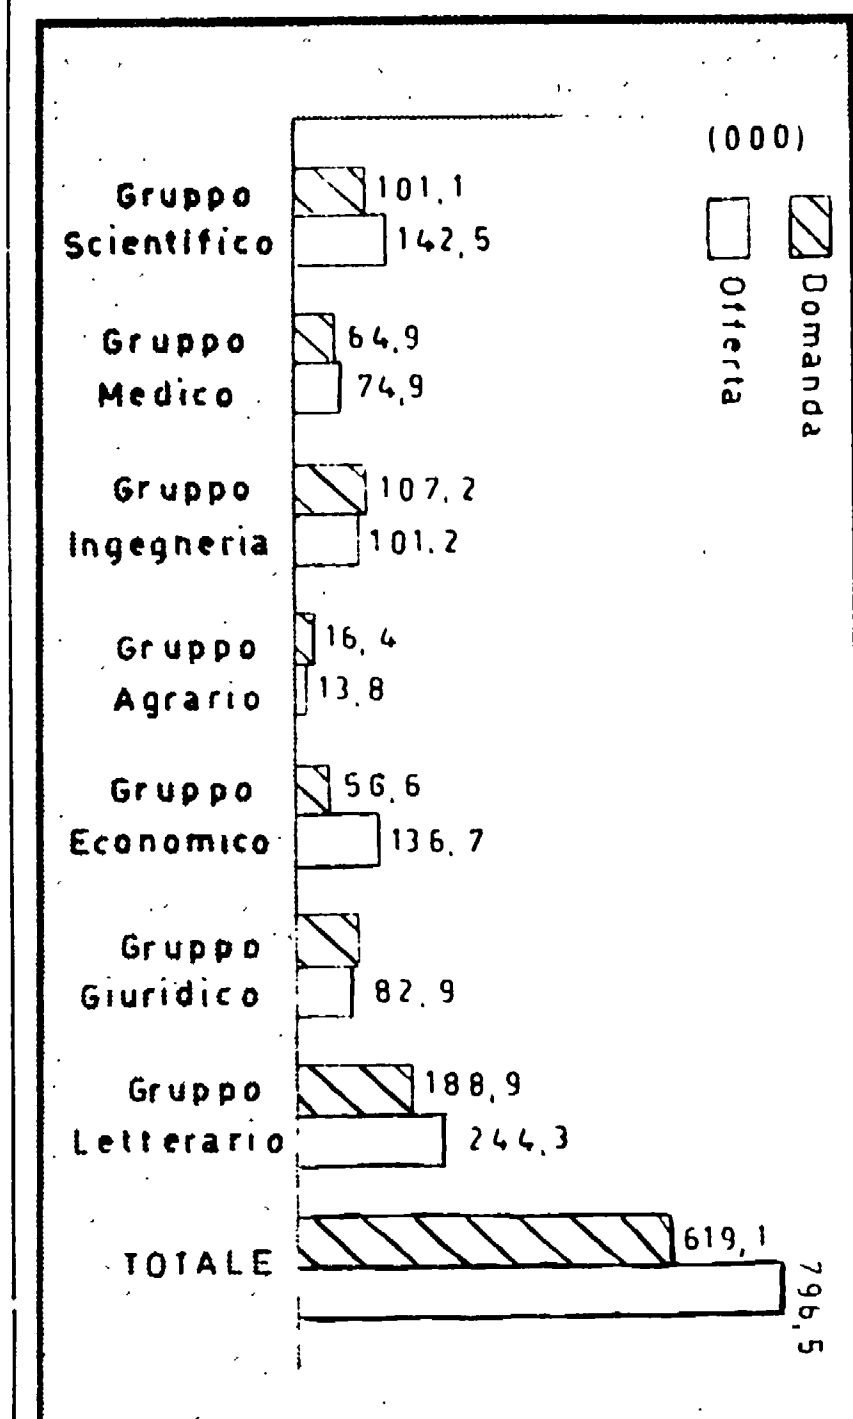 (000)
Domanda
Offerta
Gruppo 101,1
Scientifico 142,5
Gruppo 64,9
Medico 74,9
Gruppo 107,2
Ingegneria 101,2
Gruppo 16,4
Agrario 13,8
Gruppo 56,6
Economico 136,7
Gruppo
Giuridico 82,9
Gruppo 188,9
Letterario 244,3
TOTALE 619,1
796,5